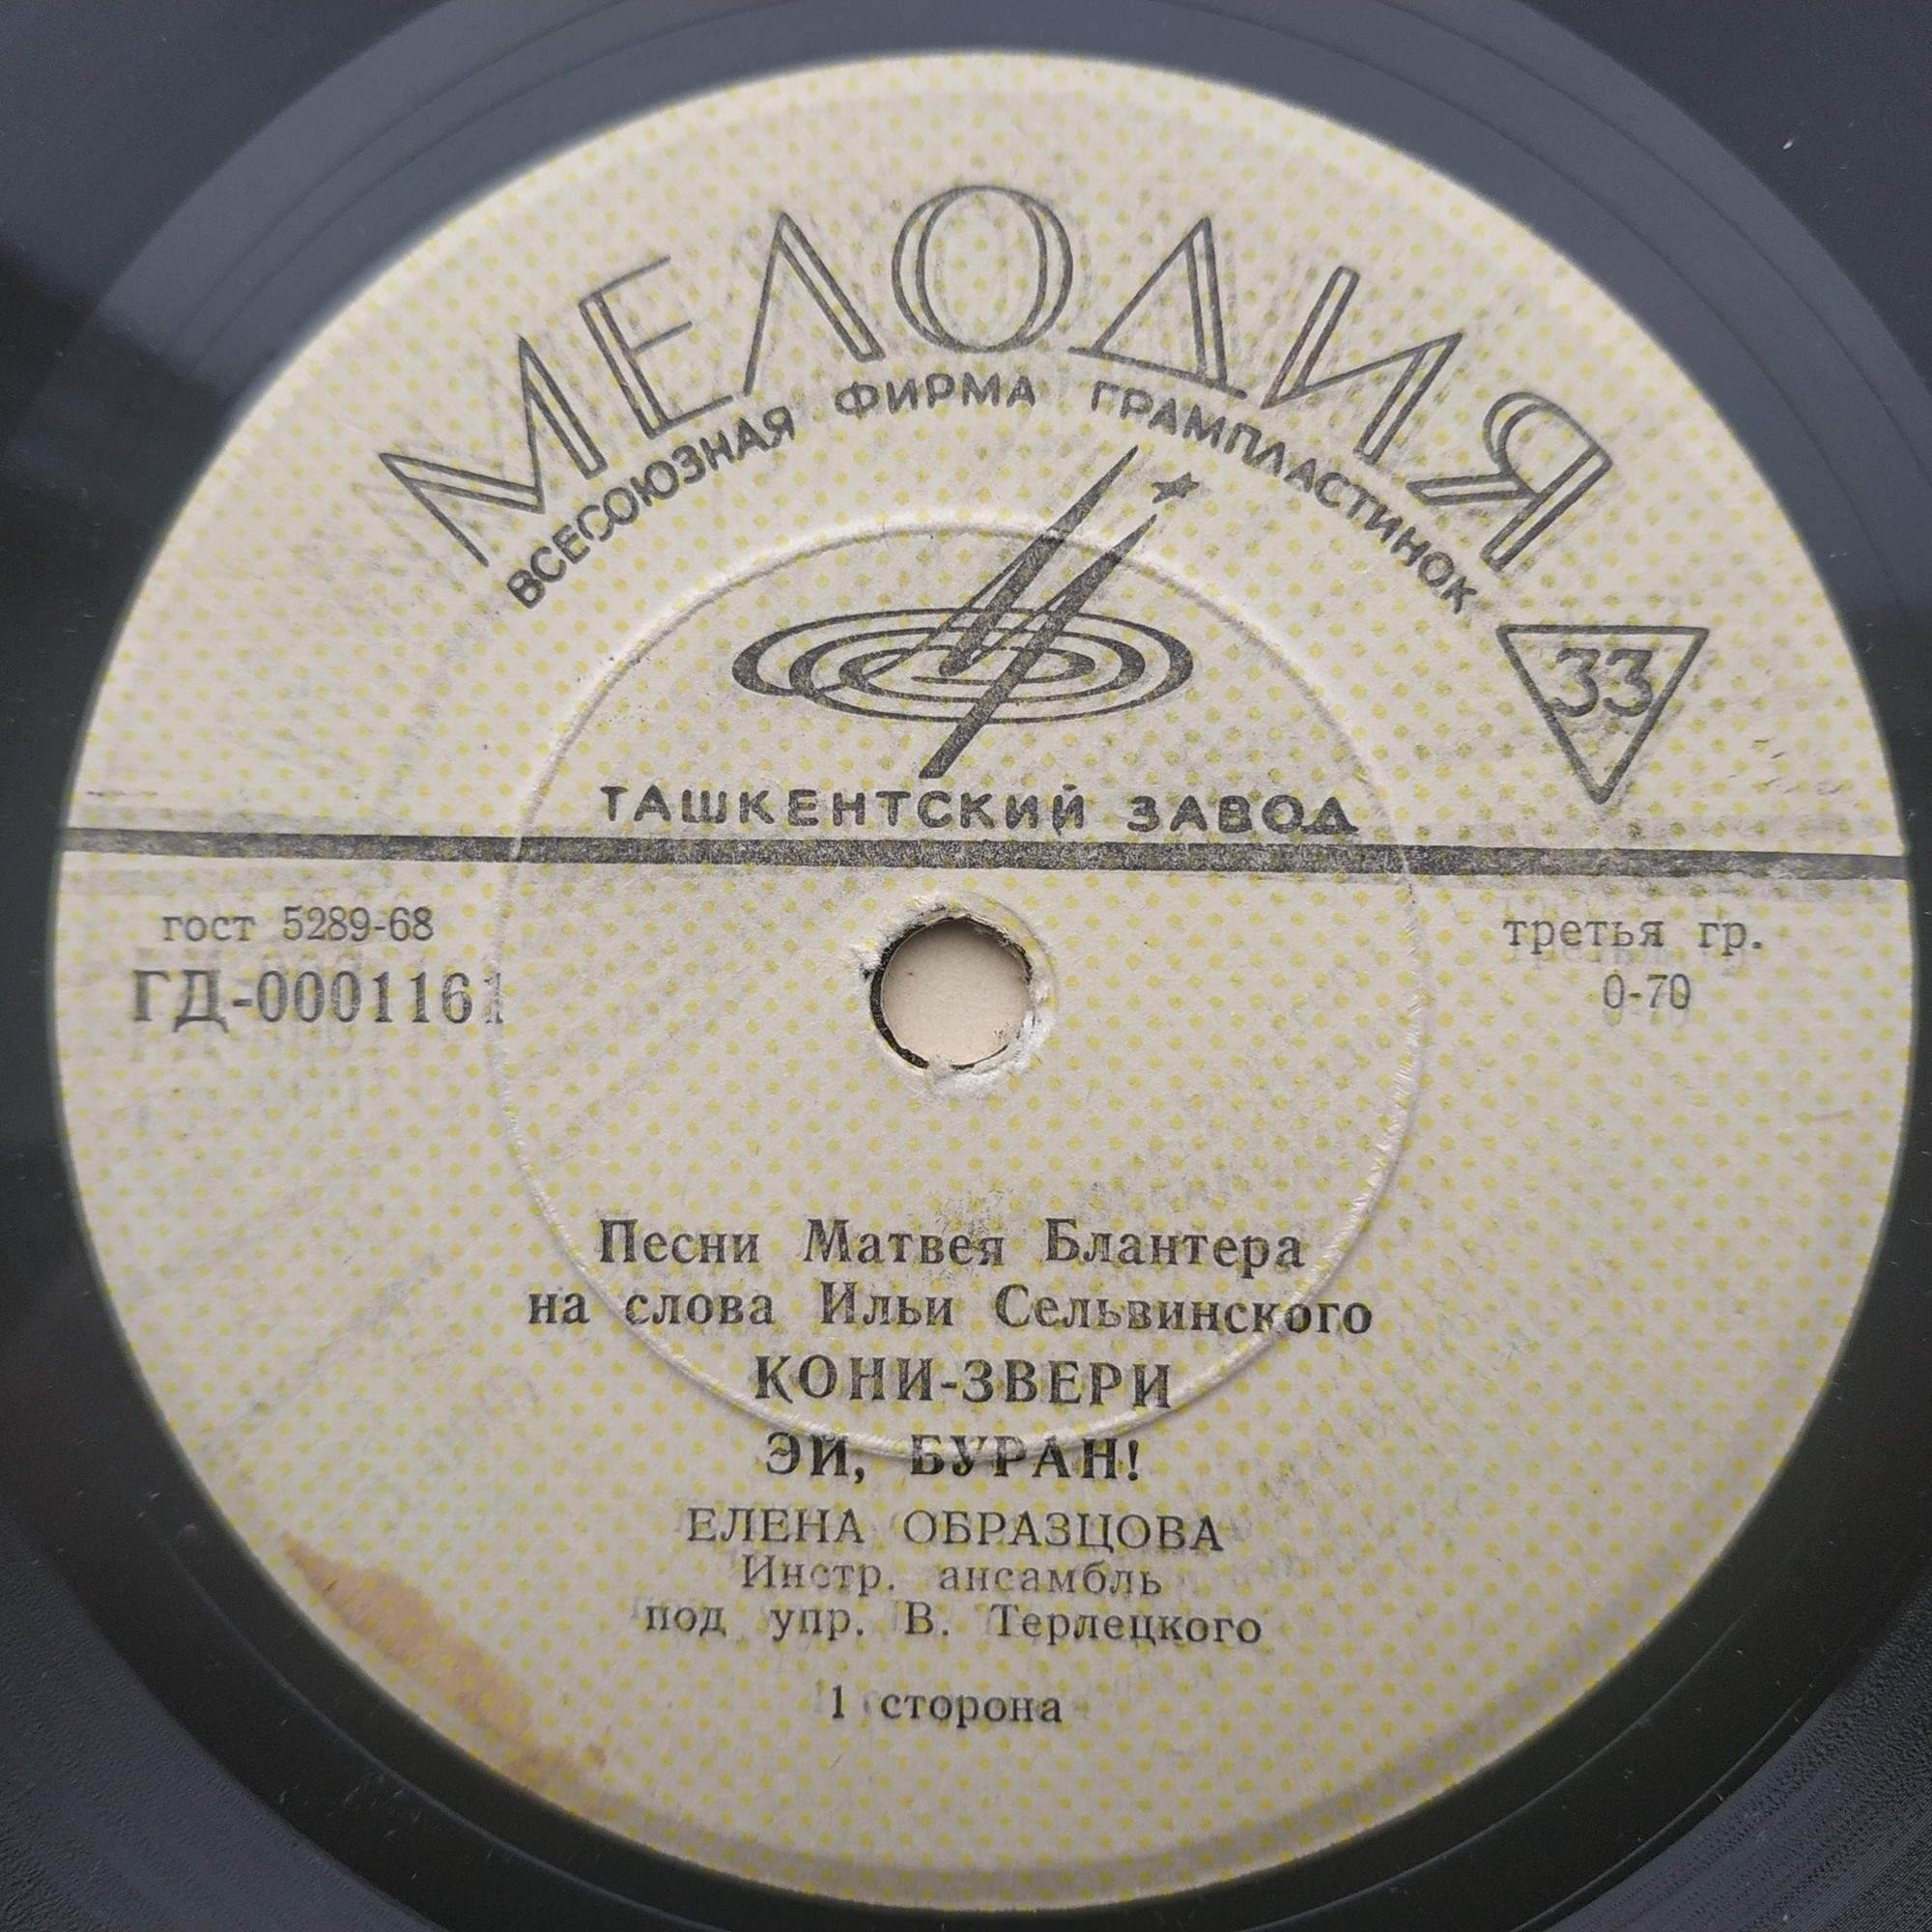 МЕЛОДИЯ
ВСЕСОЮЗНАЯ ФИРМА ГРАМПЛАСТИНОК
33
ТАШКЕНТСКИЙ ЗАВОД
гост 5289-68
третья гр.
ГД-0001161
0-70
Песни Матвея Блантера
на слова Ильи Сельвинского
КОНИ-ЗВЕРИ
ЭЙ, БУРАН!
ЕЛЕНА ОБРАЗЦОВА
Инстр. ансамбль
под упр. В. Терлецкого
1 сторона